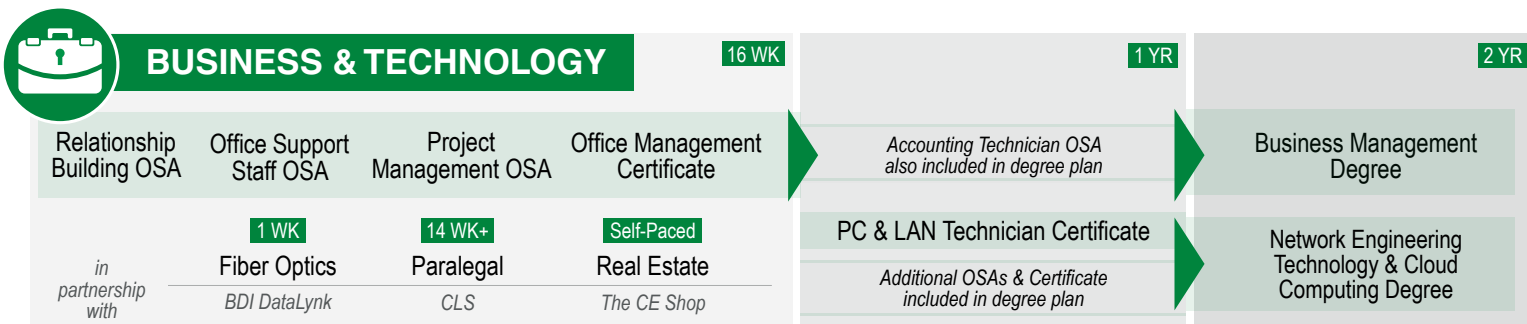 BUSINESS & TECHNOLOGY
16 WK
1 YR
2 YR
Relationship
Building OSA
Office Support
Staff OSA
Project
Management OSA
Office Management
Certificate
Accounting Technician OSA
also included in degree plan
Business Management
Degree
in
partnership
with
1 WK
Fiber Optics
BDI DataLynk
14 WK+
Paralegal
CLS
Self-Paced
Real Estate
The CE Shop
PC & LAN Technician Certificate
Additional OSAs & Certificate
included in degree plan
Network Engineering
Technology & Cloud
Computing Degree